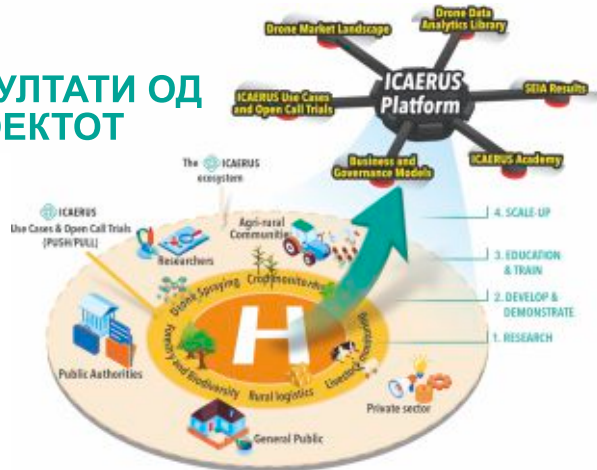 УЛТАТИ ОД
ЕКТОТ
Drone Market Landscape
Drone Data
Analytics Library
ICAERUS Use Cases
and Open Call Trials
ICAERUS
Platform
SEIA Results
Business and
Governance Models
ICAERUS Academy
The ICAERUS
ecosystem
ICAERUS
Use Cases & Open Call Trials
(PUSH/PULL)
Agri-rural
Communities
Researchers
4. SCALE-UP
3. EDUCATION
& TRAIN
2. DEVELOP &
DEMONSTRATE
1. RESEARCH
Drone Spraying
Crop monitoring
Forestry and Biodiversity
Rural logistics
Livestock monitoring
H
Public Authorities
Private sector
General Public